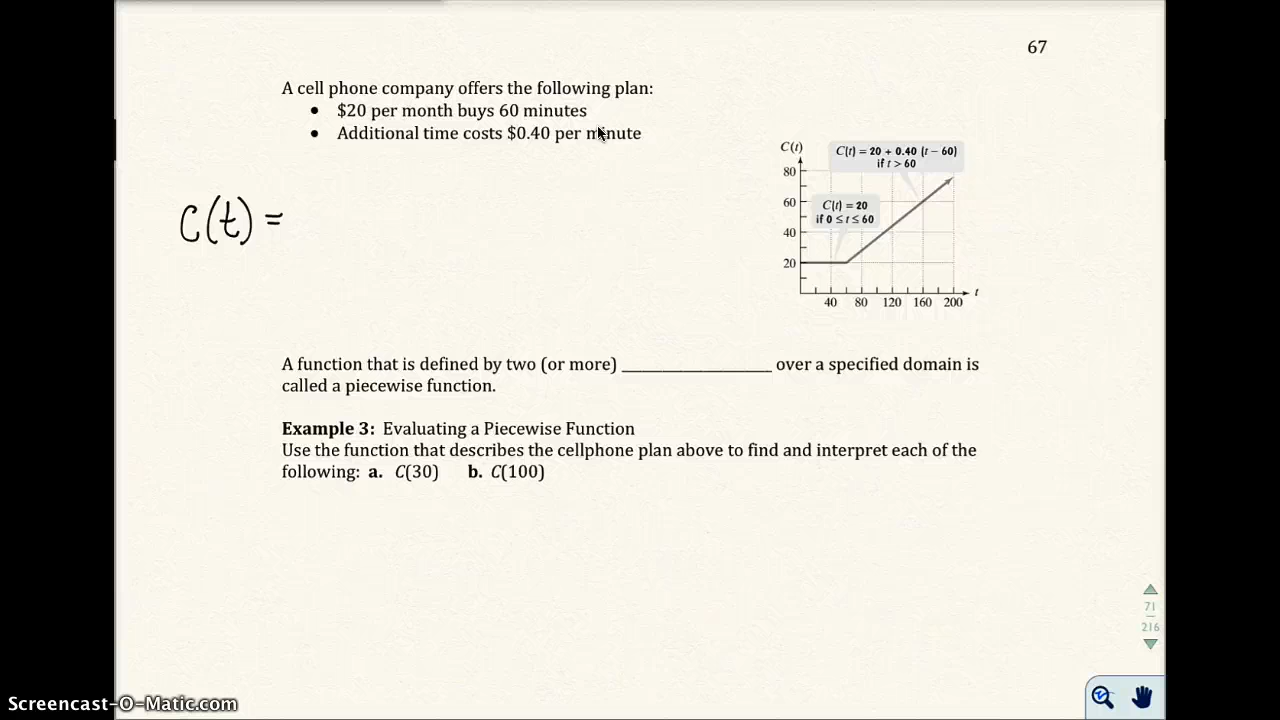 67
A cell phone company offers the following plan:
• $20 per month buys 60 minutes
• Additional time costs $0.40 per minute
C(t) =
C(t)
C(t) = 20 + 0.40 (t − 60)
if t > 60
80
60
40
20
C(t) = 20
if 0 ≤ t ≤ 60
40 80 120 160 200
t
A function that is defined by two (or more) ________________ over a specified domain is
called a piecewise function.
Example 3: Evaluating a Piecewise Function
Use the function that describes the cellphone plan above to find and interpret each of the
following: a. C(30) b. C(100)
71
216
Screencast-O-Matic.com